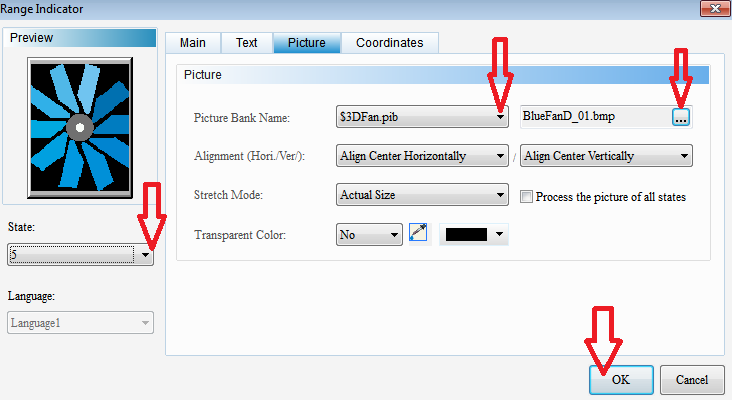 Range Indicator
Preview
Main Text Picture Coordinates
Picture
Picture Bank Name: $3DFan.pib BlueFanD_01.bmp ...
Alignment (Hori./Ver/): Align Center Horizontally / Align Center Vertically
Stretch Mode: Actual Size Process the picture of all states
Transparent Color: No
State:
5
Language:
Language1
OK Cancel